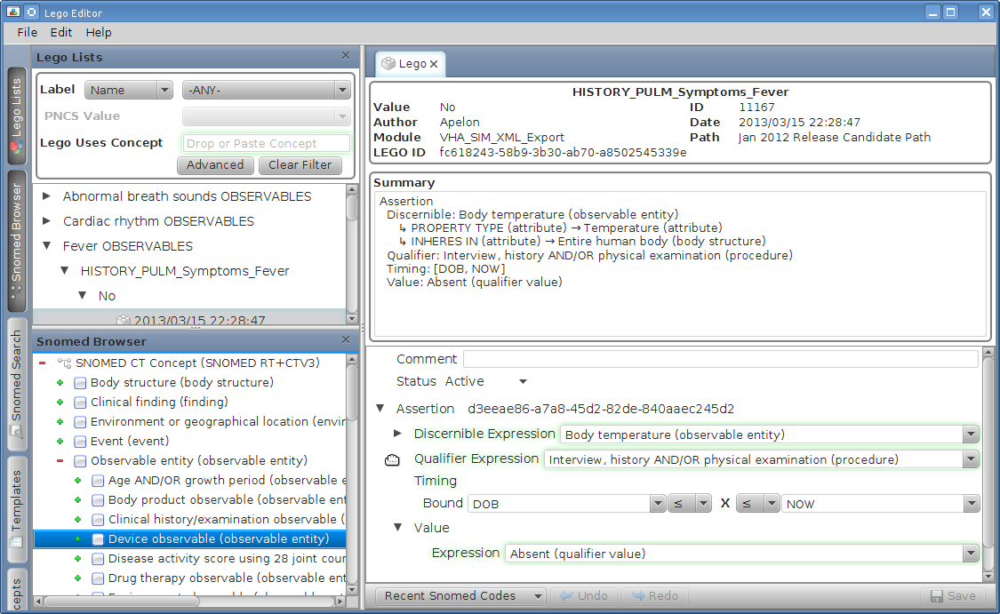 Lego Editor
File Edit Help
Lego Lists
Snomed Browser
Snomed Search
Templates
cepts
Lego Lists
Label Name -ANY-
PNCS Value
Lego Uses Concept Drop or Paste Concept
Advanced Clear Filter
Abnormal breath sounds OBSERVABLES
Cardiac rhythm OBSERVABLES
Fever OBSERVABLES
HISTORY_PULM_Symptoms_Fever
No
2013/03/15 22:28:47
Snomed Browser
SNOMED CT Concept (SNOMED RT+CTV3)
Body structure (body structure)
Clinical finding (finding)
Environment or geographical location (envir
Event (event)
Observable entity (observable entity)
Age AND/OR growth period (observable e
Body product observable (observable ent
Clinical history/examination observable (
Device observable (observable entity)
Disease activity score using 28 joint coun
Drug therapy observable (observable ent
Lego
HISTORY_PULM_Symptoms_Fever
Value No ID 11167
Author Apelon Date 2013/03/15 22:28:47
Module VHA_SIM_XML_Export Path Jan 2012 Release Candidate Path
LEGO ID fc618243-58b9-3b30-ab70-a8502545339e
Summary
Assertion
Discernible: Body temperature (observable entity)
↳ PROPERTY TYPE (attribute) → Temperature (attribute)
↳ INHERES IN (attribute) → Entire human body (body structure)
Qualifier: Interview, history AND/OR physical examination (procedure)
Timing: [DOB, NOW]
Value: Absent (qualifier value)
Comment
Status Active
Assertion d3eeae86-a7a8-45d2-82de-840aaec245d2
Discernible Expression Body temperature (observable entity)
Qualifier Expression Interview, history AND/OR physical examination (procedure)
Timing
Bound DOB ≤ X ≤ NOW
Value
Expression Absent (qualifier value)
Recent Snomed Codes Undo Redo Save